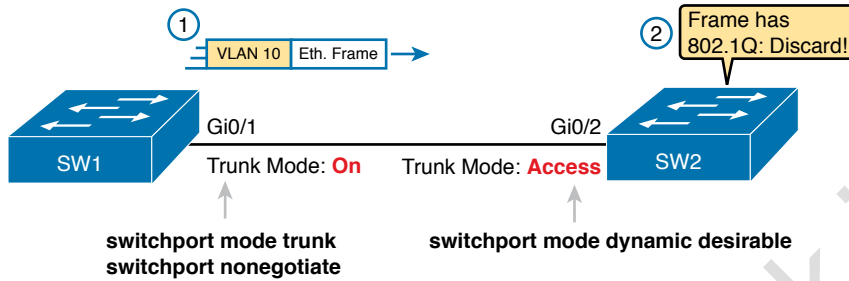 1
VLAN 10 Eth. Frame
2
Frame has
802.1Q: Discard!
Gi0/1
Gi0/2
SW1
SW2
Trunk Mode: On
Trunk Mode: Access
switchport mode trunk
switchport nonegotiate
switchport mode dynamic desirable